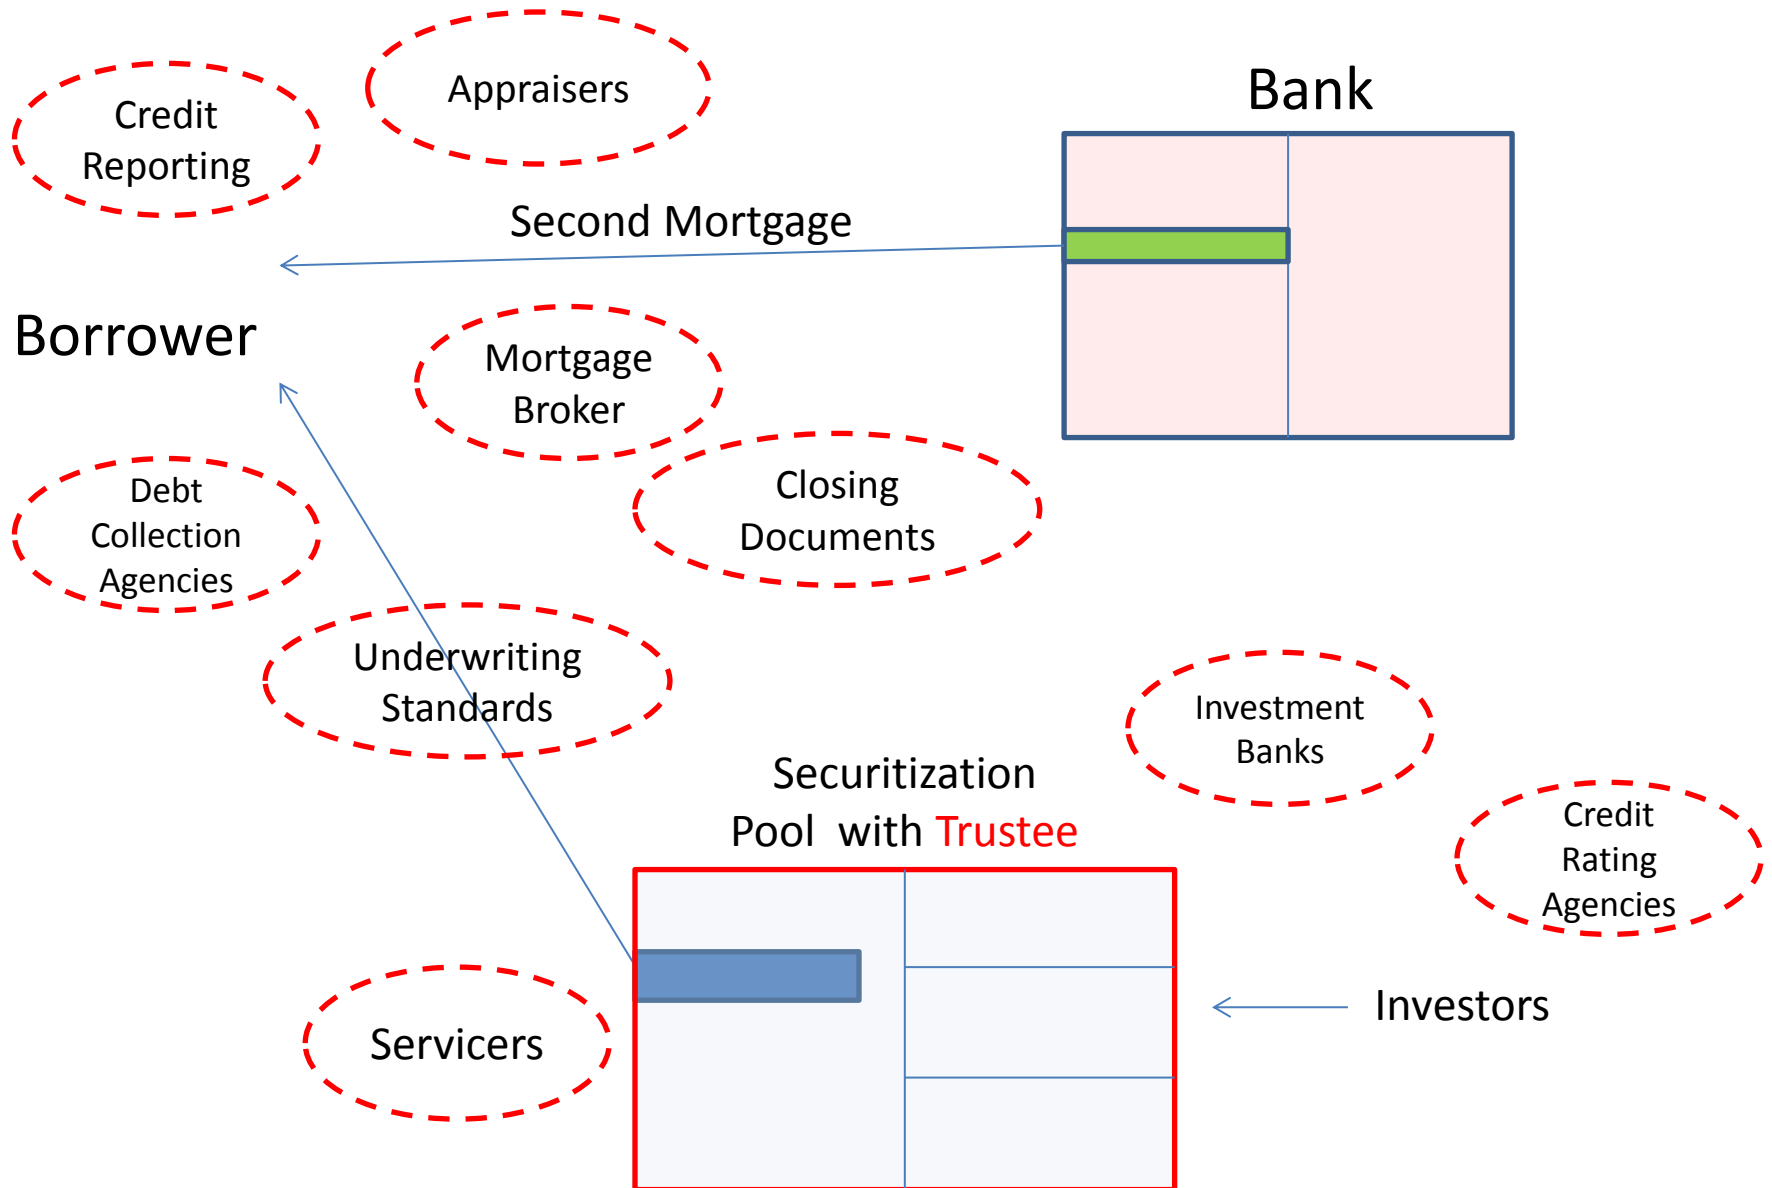 Appraisers
Credit
Reporting
Bank
Second Mortgage
Borrower
Mortgage
Broker
Debt
Collection
Agencies
Closing
Documents
Underwriting
Standards
Investment
Banks
Securitization
Pool with Trustee
Credit
Rating
Agencies
Investors
Servicers